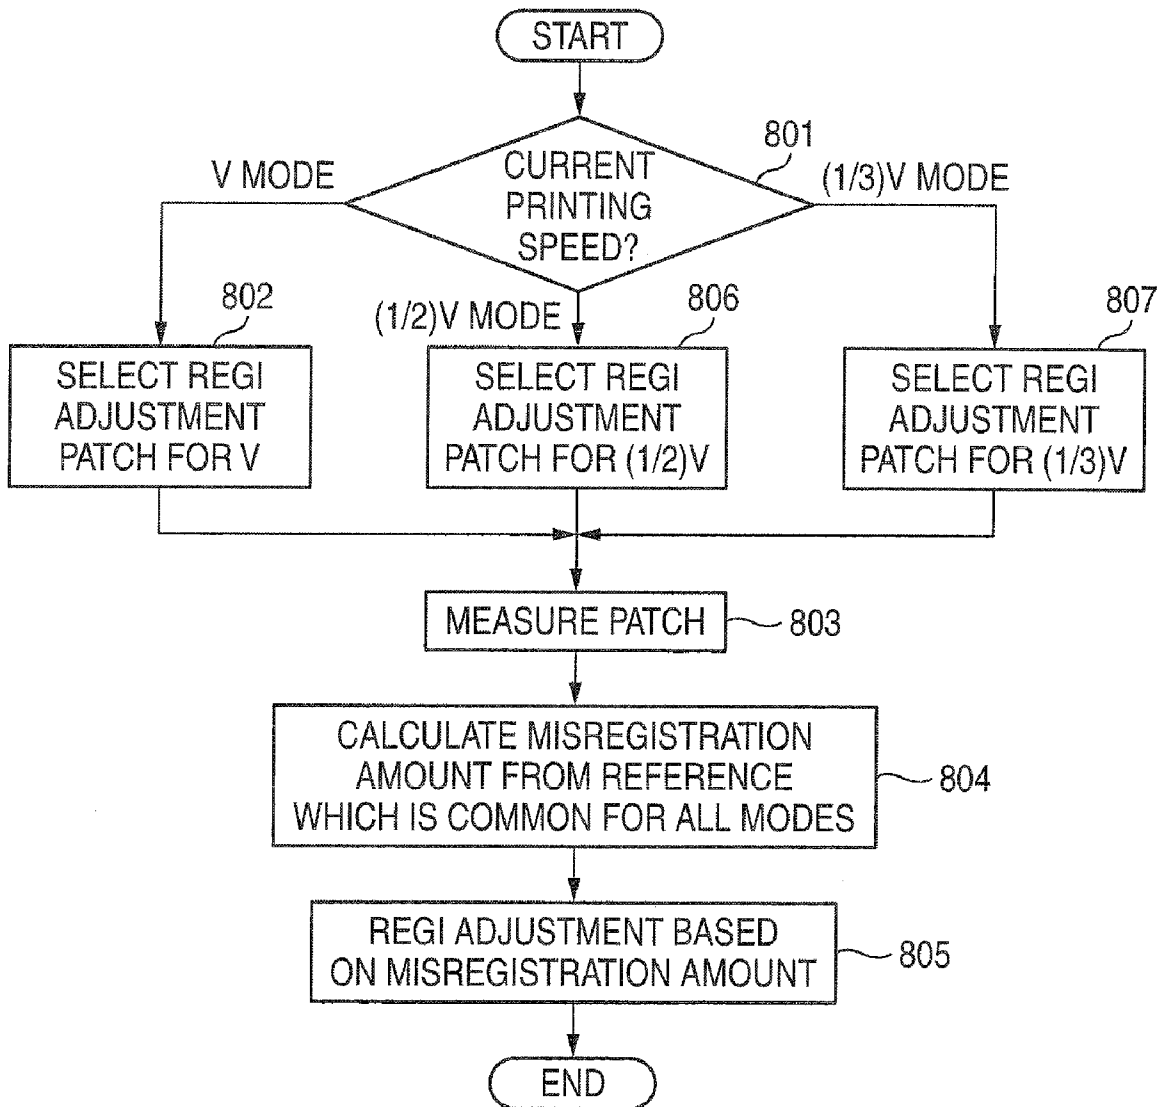 START
CURRENT
PRINTING
SPEED?
801
V MODE
(1/3)V MODE
(1/2)V MODE
802
SELECT REGI
ADJUSTMENT
PATCH FOR V
806
SELECT REGI
ADJUSTMENT
PATCH FOR (1/2)V
807
SELECT REGI
ADJUSTMENT
PATCH FOR (1/3)V
MEASURE PATCH
803
CALCULATE MISREGISTRATION
AMOUNT FROM REFERENCE
WHICH IS COMMON FOR ALL MODES
804
REGI ADJUSTMENT BASED
ON MISREGISTRATION AMOUNT
805
END